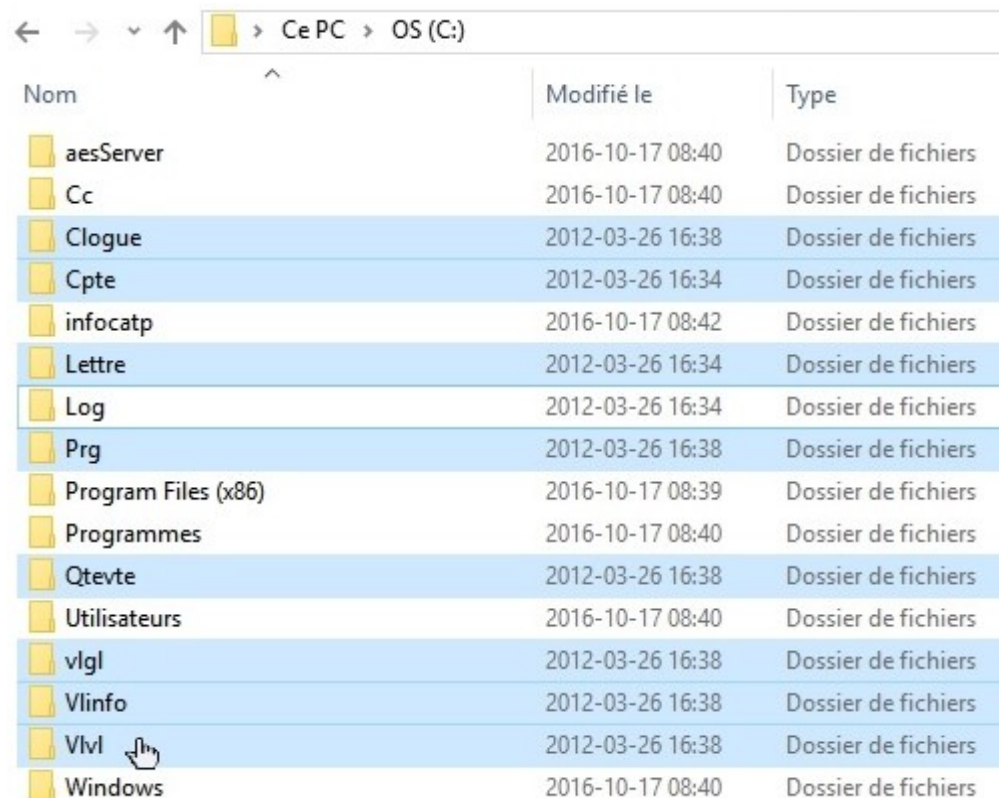 Ce PC > OS (C:)
Nom Modifié le Type
aesServer 2016-10-17 08:40 Dossier de fichiers
Cc 2016-10-17 08:40 Dossier de fichiers
Clogue 2012-03-26 16:38 Dossier de fichiers
Cpte 2012-03-26 16:34 Dossier de fichiers
infocatp 2016-10-17 08:42 Dossier de fichiers
Lettre 2012-03-26 16:34 Dossier de fichiers
Log 2012-03-26 16:34 Dossier de fichiers
Prg 2012-03-26 16:38 Dossier de fichiers
Program Files (x86) 2016-10-17 08:39 Dossier de fichiers
Programmes 2016-10-17 08:40 Dossier de fichiers
Qtevte 2012-03-26 16:38 Dossier de fichiers
Utilisateurs 2016-10-17 08:40 Dossier de fichiers
vlgl 2012-03-26 16:38 Dossier de fichiers
Vlinfo 2012-03-26 16:38 Dossier de fichiers
Vlvl 2012-03-26 16:38 Dossier de fichiers
Windows 2016-10-17 08:40 Dossier de fichiers